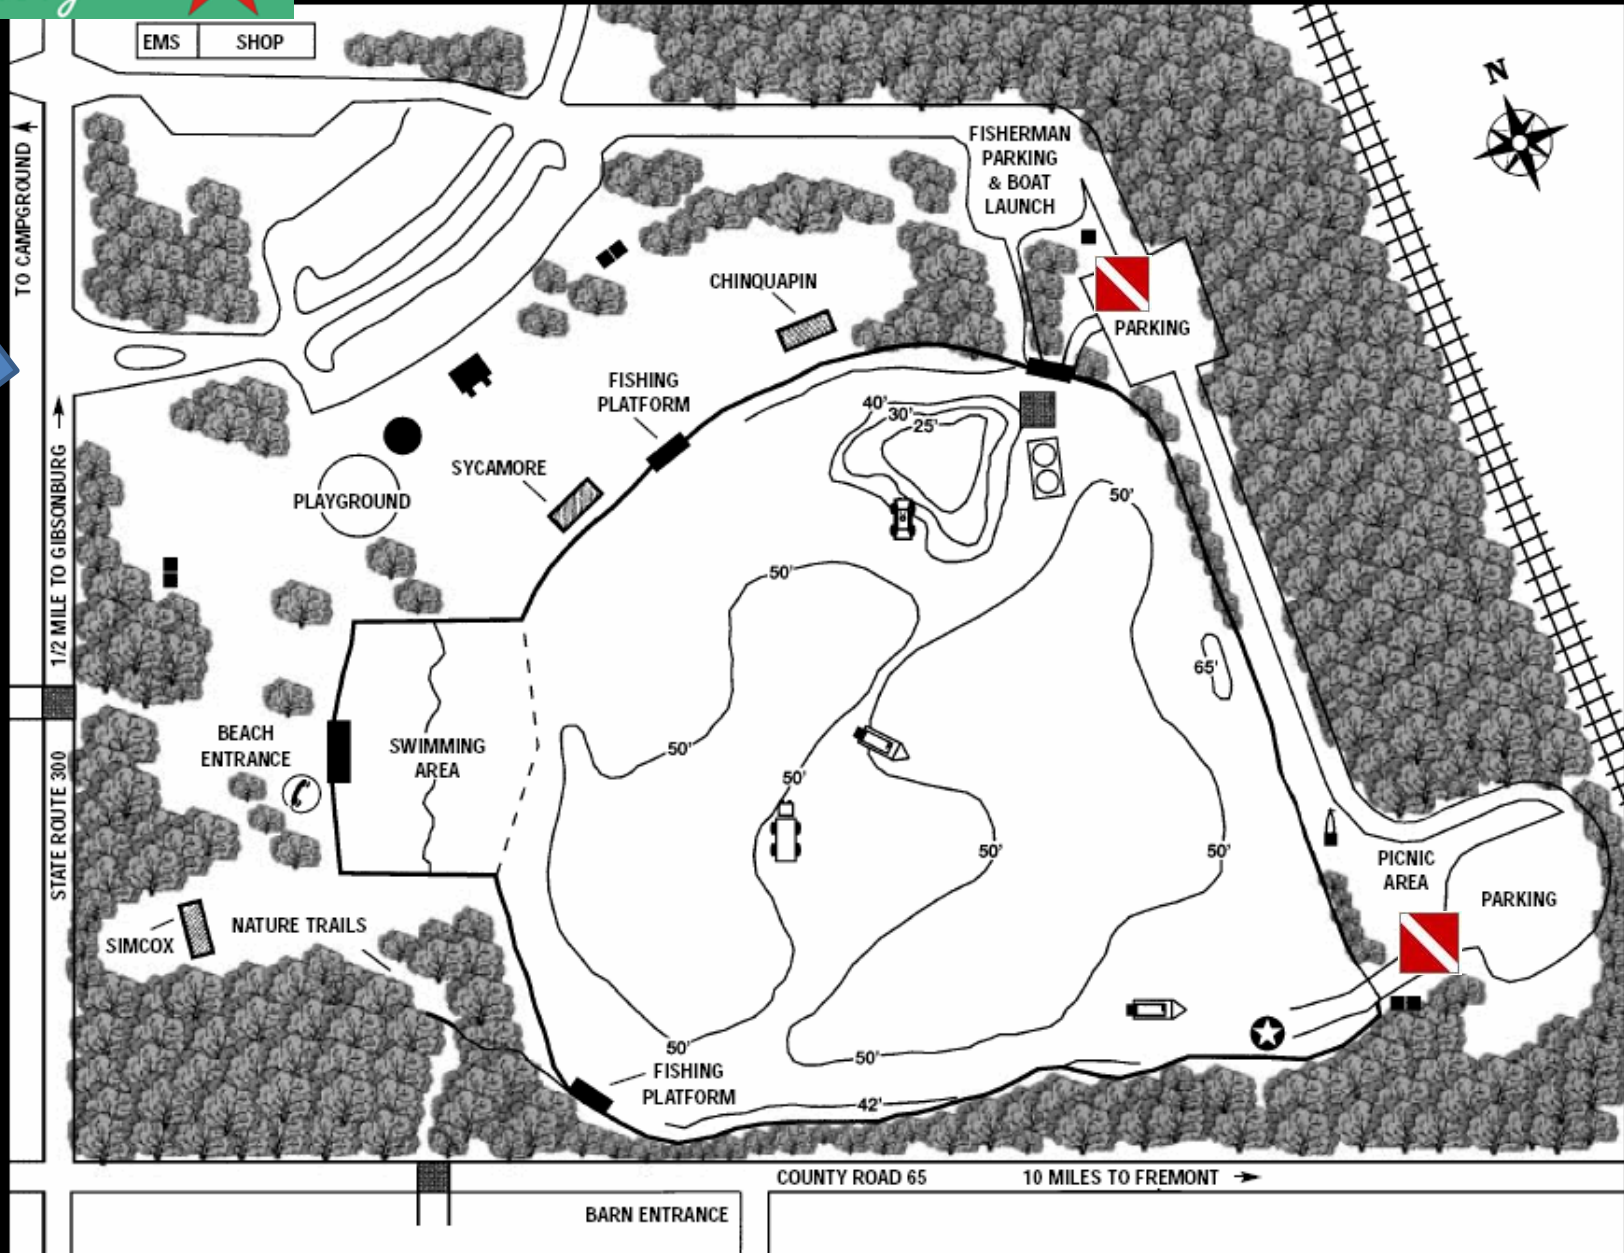 EMS
SHOP
N
FISHERMAN
PARKING
& BOAT
LAUNCH
TO CAMPGROUND
CHINQUAPIN
PARKING
FISHING
PLATFORM
40'
30'
25'
SYCAMORE
PLAYGROUND
50'
50'
1/2 MILE TO GIBSONBURG
65'
BEACH
ENTRANCE
SWIMMING
AREA
50'
50'
STATE ROUTE 300
50'
50'
PICNIC
AREA
PARKING
SIMCOX
NATURE TRAILS
50'
50'
FISHING
PLATFORM
42'
COUNTY ROAD 65
10 MILES TO FREMONT
BARN ENTRANCE